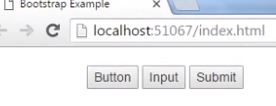 Bootstrap Example
localhost:51067/index.html
Button Input Submit